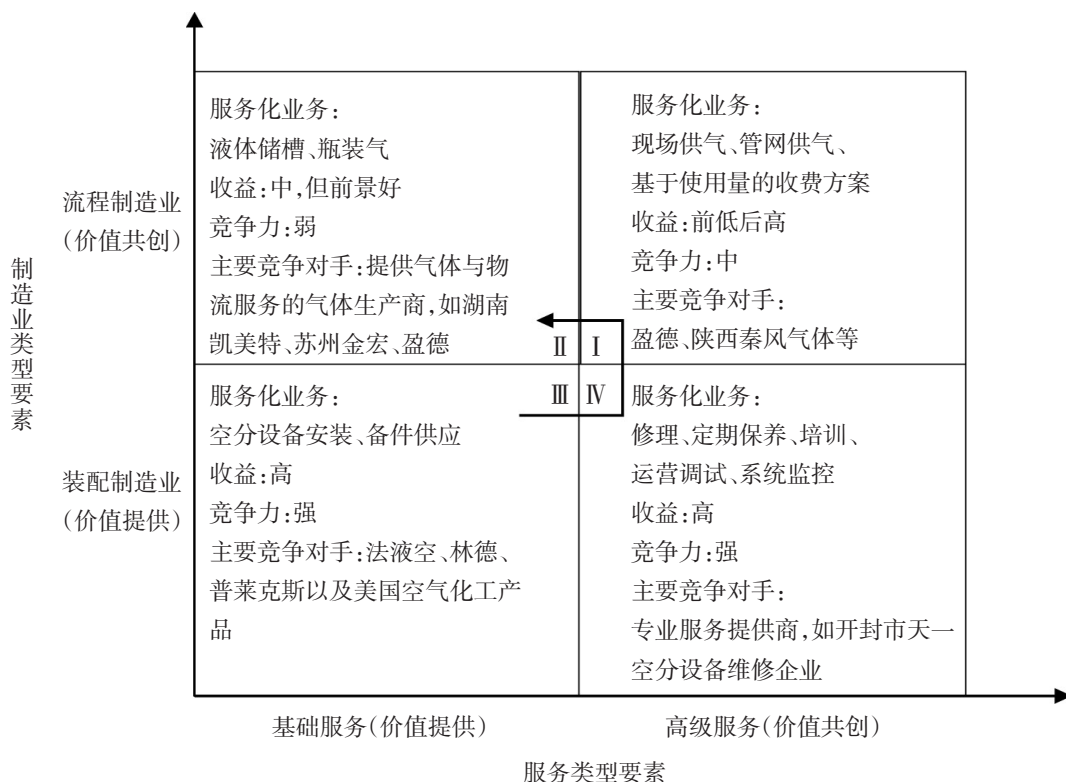 制造业类型要素
流程制造业
(价值共创)
服务化业务:
液体储槽、瓶装气
收益:中,但前景好
竞争力:弱
主要竞争对手:提供气体与物
流服务的气体生产商,如湖南
凯美特、苏州金宏、盈德
Ⅱ
服务化业务:
现场供气、管网供气、
基于使用量的收费方案
收益:前低后高
竞争力:中
主要竞争对手:
盈德、陕西秦风气体等
Ⅰ
装配制造业
(价值提供)
服务化业务:
空分设备安装、备件供应
收益:高
竞争力:强
主要竞争对手:法液空、林德、
普莱克斯以及美国空气化工产
品
Ⅲ
Ⅳ
服务化业务:
修理、定期保养、培训、
运营调试、系统监控
收益:高
竞争力:强
主要竞争对手:
专业服务提供商,如开封市天一
空分设备维修企业
基础服务(价值提供)
高级服务(价值共创)
服务类型要素